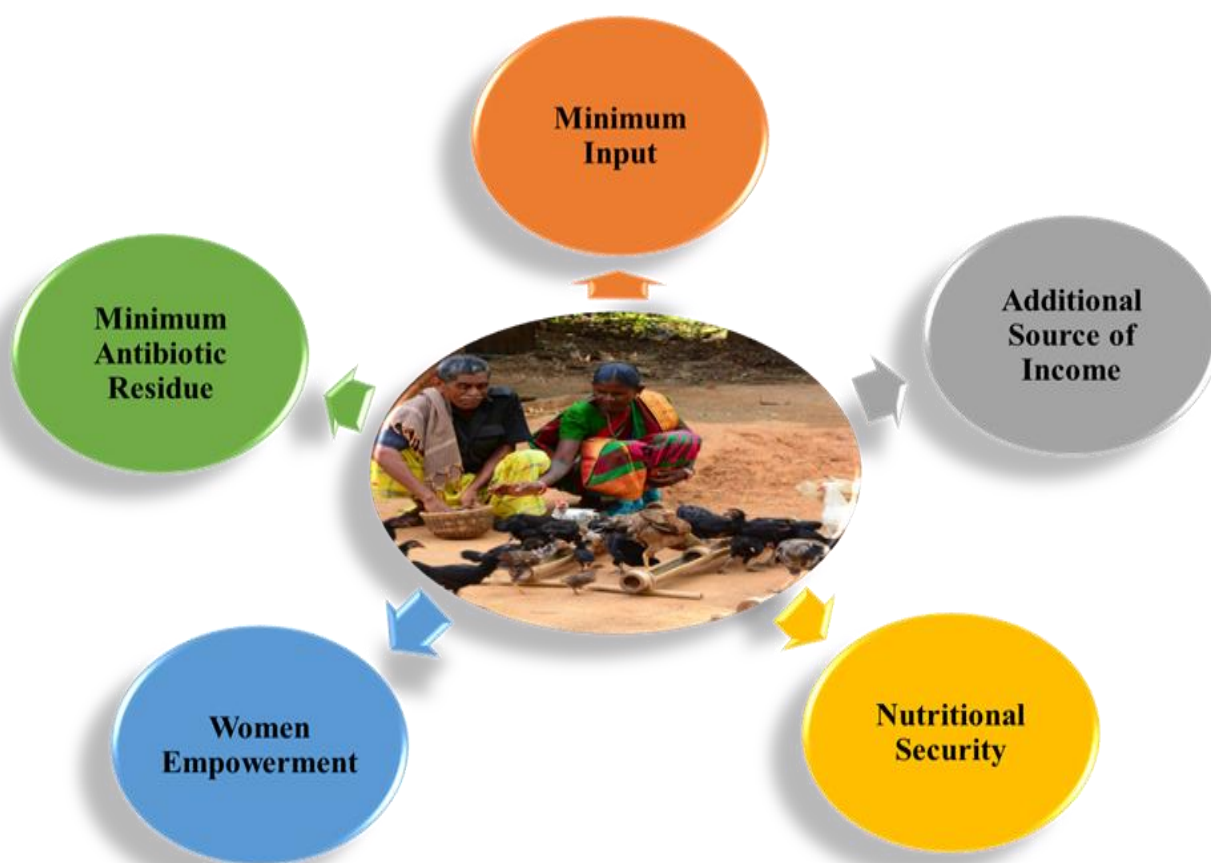 Minimum
Input
Additional
Source of
Income
Nutritional
Security
Women
Empowerment
Minimum
Antibiotic
Residue